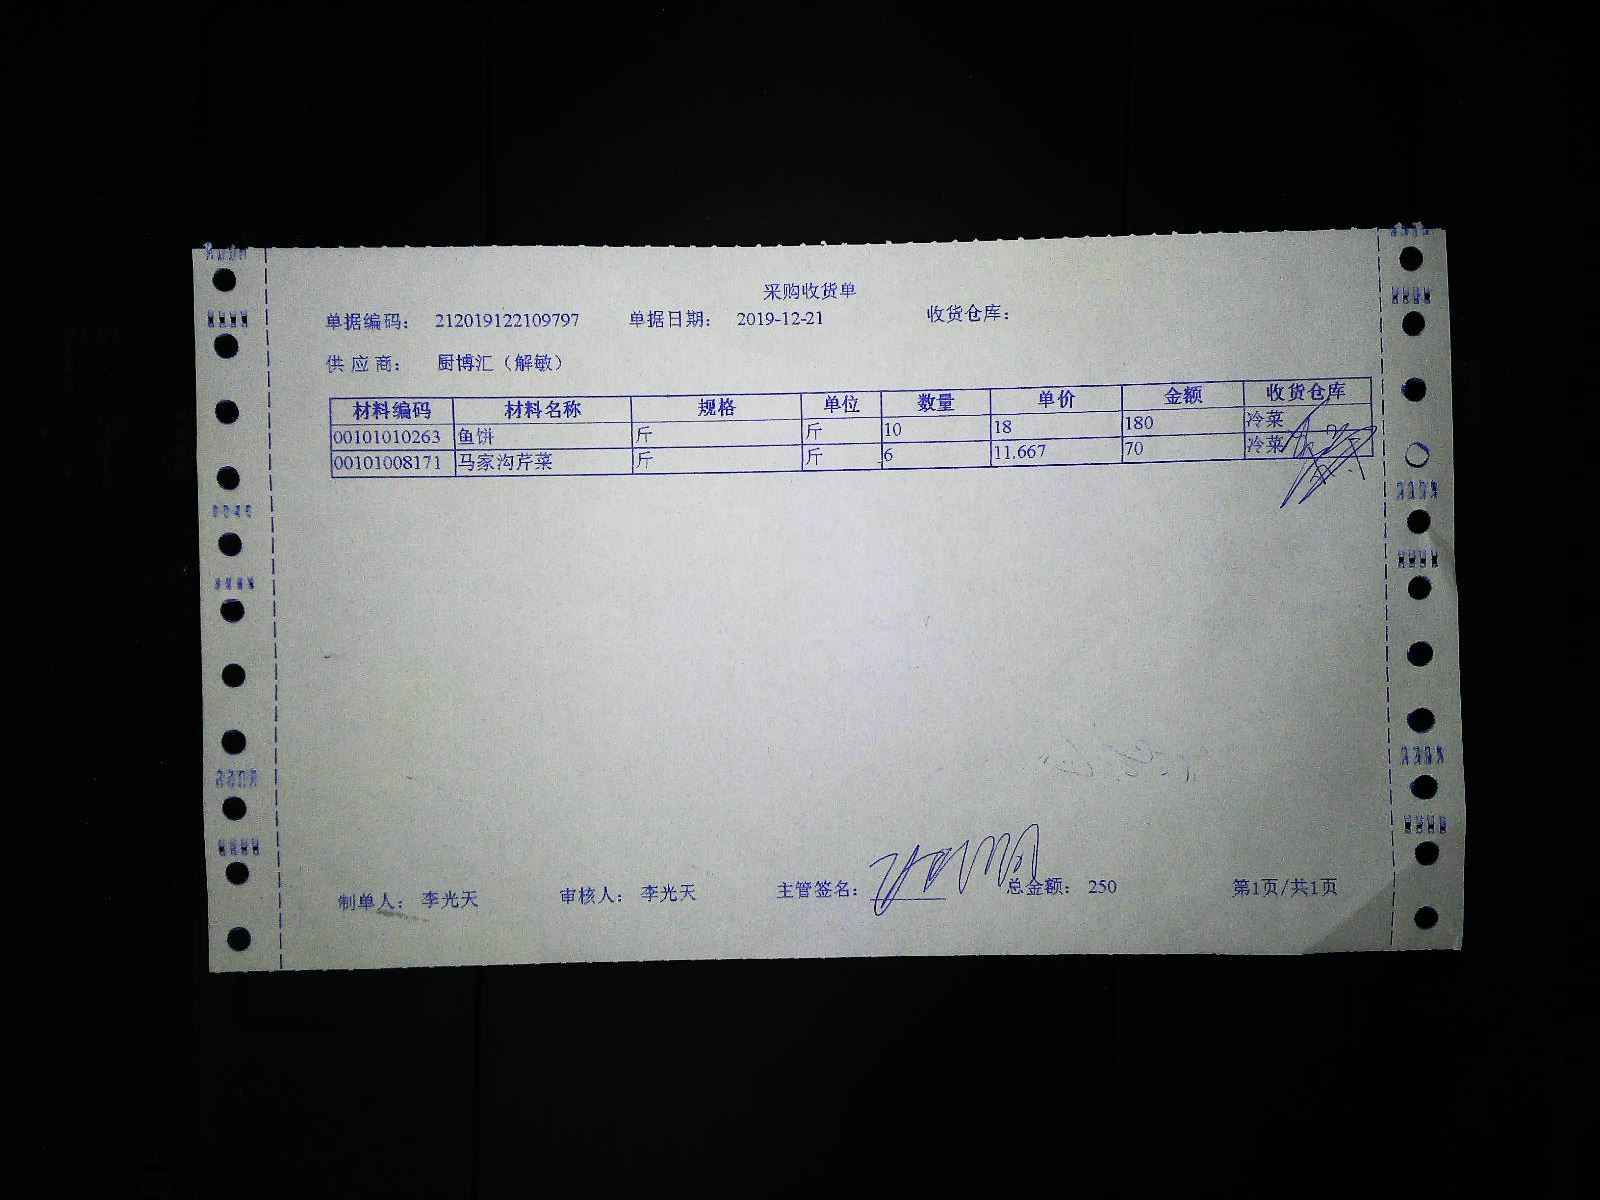 采购收货单
单据编码： 212019122109797 单据日期： 2019-12-21 收货仓库：
供 应 商： 厨博汇（解敏）
材料编码 材料名称 规格 单位 数量 单价 金额 收货仓库
00101010263 鱼饼 斤 斤 10 18 180 冷菜
00101008171 马家沟芹菜 斤 斤 6 11.667 70 冷菜
制单人： 李光天 审核人： 李光天 主管签名： 总金额： 250 第1页/共1页